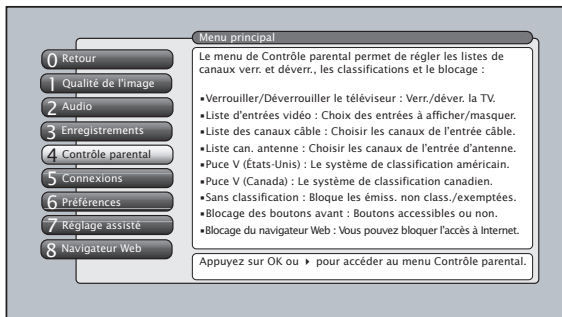 Menu principal
0 Retour
1 Qualité de l'image
2 Audio
3 Enregistrements
4 Contrôle parental
5 Connexions
6 Préférences
7 Réglage assisté
8 Navigateur Web
Le menu de Contrôle parental permet de régler les listes de
canaux verr. et déverr., les classifications et le blocage :
▪Verrouiller/Déverrouiller le téléviseur : Verr./déver. la TV.
▪Liste d'entrées vidéo : Choix des entrées à afficher/masquer.
▪Liste des canaux câble : Choisir les canaux de l'entrée câble.
▪Liste can. antenne : Choisir les canaux de l'entrée d'antenne.
▪Puce V (États-Unis) : Le système de classification américain.
▪Puce V (Canada) : Le système de classification canadien.
▪Sans classification : Bloque les émiss. non class./exemptées.
▪Blocage des boutons avant : Boutons accessibles ou non.
▪Blocage du navigateur Web : Vous pouvez bloquer l'accès à Internet.
Appuyez sur OK ou ▸ pour accéder au menu Contrôle parental.